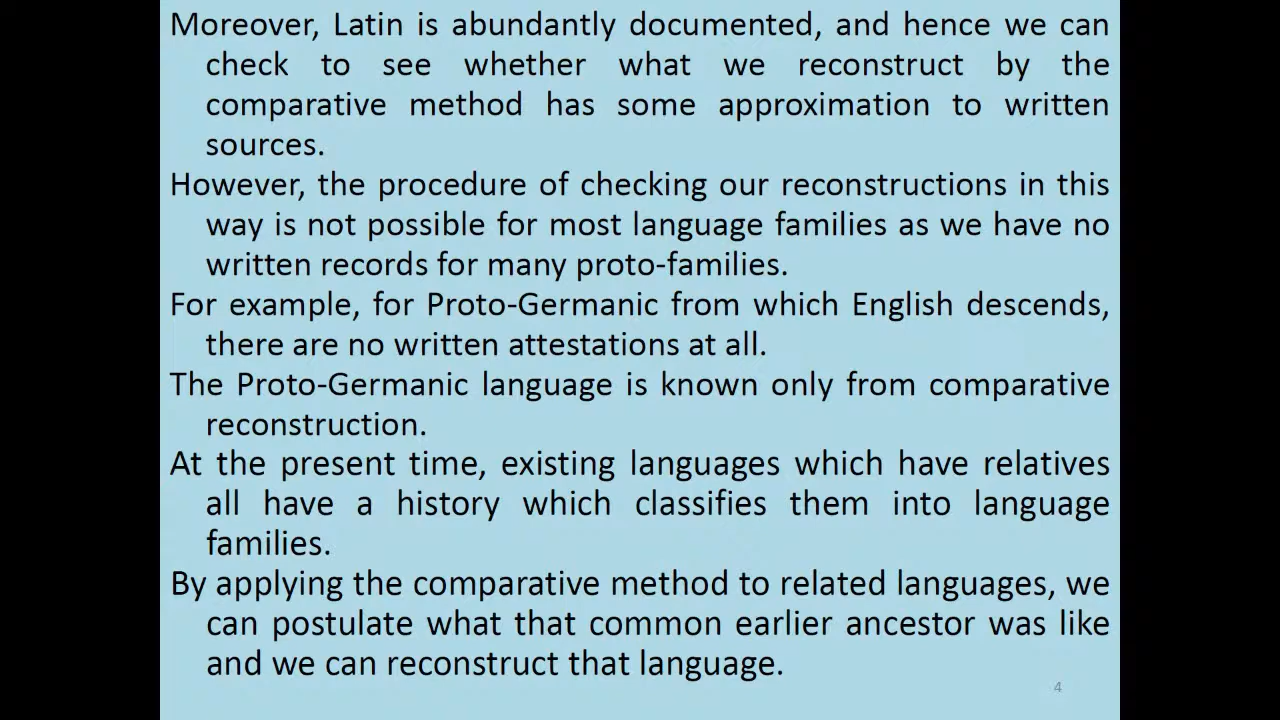 Moreover, Latin is abundantly documented, and hence we can
check to see whether what we reconstruct by the
comparative method has some approximation to written
sources.
However, the procedure of checking our reconstructions in this
way is not possible for most language families as we have no
written records for many proto-families.
For example, for Proto-Germanic from which English descends,
there are no written attestations at all.
The Proto-Germanic language is known only from comparative
reconstruction.
At the present time, existing languages which have relatives
all have a history which classifies them into language
families.
By applying the comparative method to related languages, we
can postulate what that common earlier ancestor was like
and we can reconstruct that language.
4